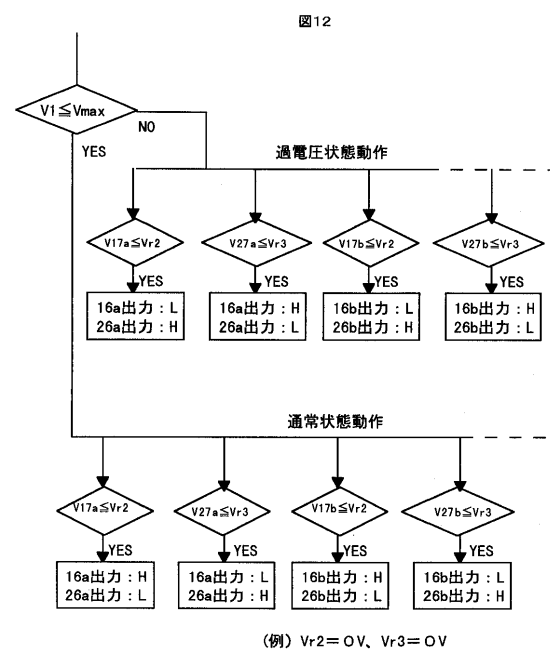 図12
V1≦Vmax
NO
YES
過電圧状態動作
V17a≦Vr2
V27a≦Vr3
V17b≦Vr2
V27b≦Vr3
YES
YES
YES
YES
16a出力：L
26a出力：H
16a出力：H
26a出力：L
16b出力：L
26b出力：H
16b出力：H
26b出力：L
通常状態動作
V17a≦Vr2
V27a≦Vr3
V17b≦Vr2
V27b≦Vr3
YES
YES
YES
YES
16a出力：H
26a出力：L
16a出力：L
26a出力：H
16b出力：H
26b出力：L
16b出力：L
26b出力：H
(例) Vr2＝0V、Vr3＝0V